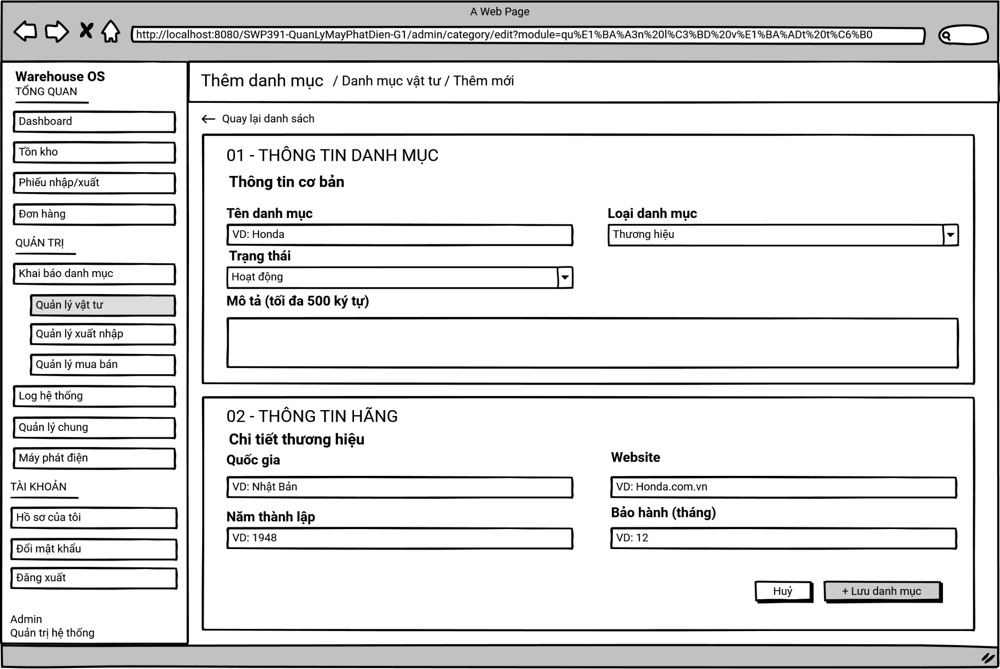 A Web Page
http://localhost:8080/SWP391-QuanLyMayPhatDien-G1/admin/category/edit?module=qu%E1%BA%A3n%20l%C3%BD%20v%E1%BA%ADt%20t%C6%B0
Warehouse OS
TỔNG QUAN
Dashboard
Tồn kho
Phiếu nhập/xuất
Đơn hàng
QUẢN TRỊ
Khai báo danh mục
Quản lý vật tư
Quản lý xuất nhập
Quản lý mua bán
Log hệ thống
Quản lý chung
Máy phát điện
TÀI KHOẢN
Hồ sơ của tôi
Đổi mật khẩu
Đăng xuất
Admin
Quản trị hệ thống
Thêm danh mục / Danh mục vật tư / Thêm mới
Quay lại danh sách
01 - THÔNG TIN DANH MỤC
Thông tin cơ bản
Tên danh mục
VD: Honda
Loại danh mục
Thương hiệu
Trạng thái
Hoạt động
Mô tả (tối đa 500 ký tự)
02 - THÔNG TIN HÃNG
Chi tiết thương hiệu
Quốc gia
VD: Nhật Bản
Website
VD: Honda.com.vn
Năm thành lập
VD: 1948
Bảo hành (tháng)
VD: 12
Huỷ
+ Lưu danh mục